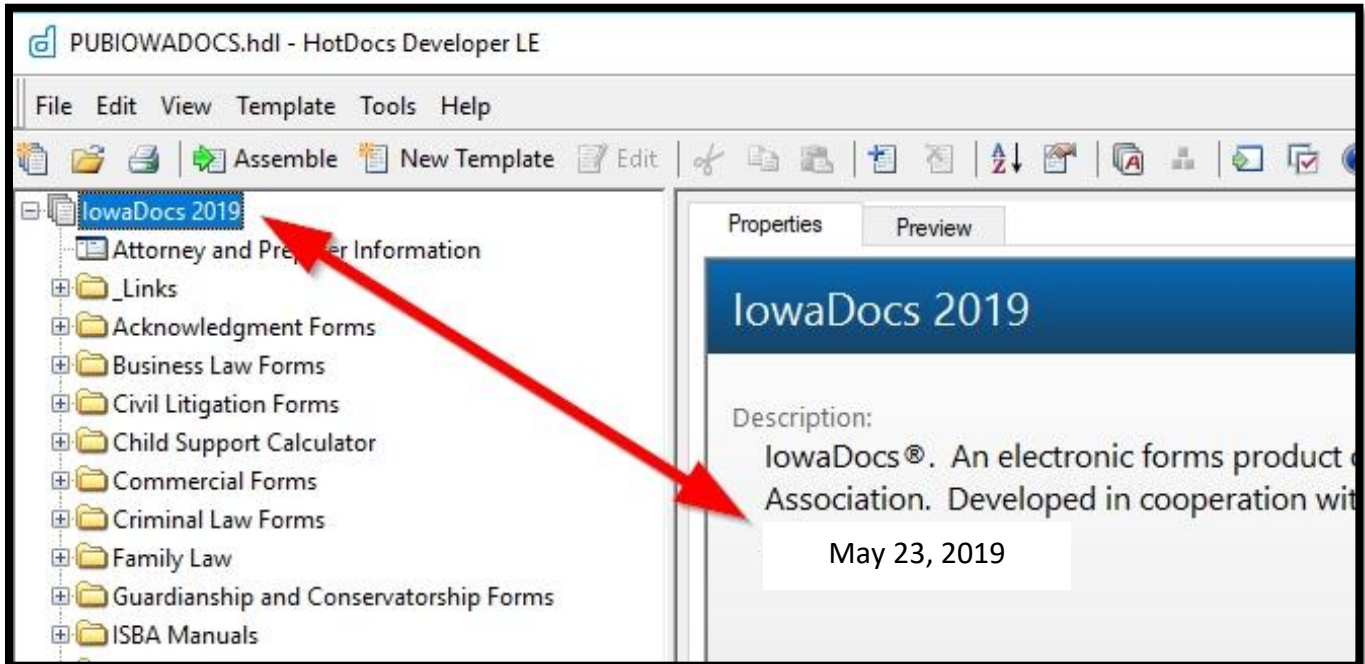 PUBIOWADOCS.hdl - HotDocs Developer LE
File Edit View Template Tools Help
Assemble New Template Edit
IowaDocs 2019
Attorney and Preparer Information
_Links
Acknowledgment Forms
Business Law Forms
Civil Litigation Forms
Child Support Calculator
Commercial Forms
Criminal Law Forms
Family Law
Guardianship and Conservatorship Forms
ISBA Manuals
Properties Preview
IowaDocs 2019
Description:
IowaDocs®. An electronic forms product
Association. Developed in cooperation wit
May 23, 2019